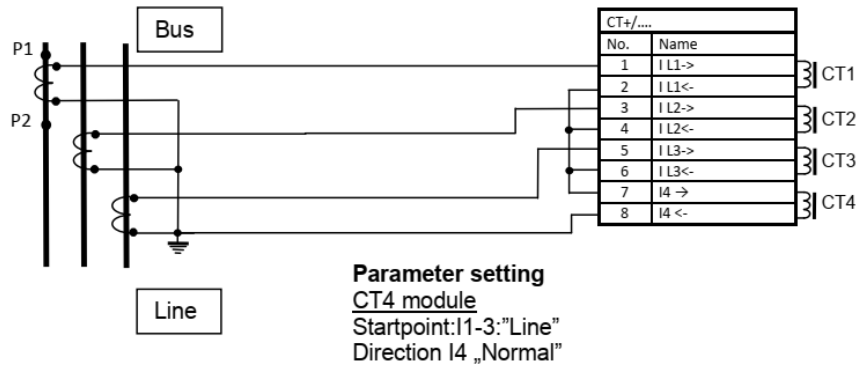 Bus
P1
P2
Line
CT+/....
No. Name
1 I L1->
2 I L1<-
3 I L2->
4 I L2<-
5 I L3->
6 I L3<-
7 I4 →
8 I4 <-
CT1
CT2
CT3
CT4
Parameter setting
CT4 module
Startpoint:I1-3:”Line”
Direction I4 „Normal”